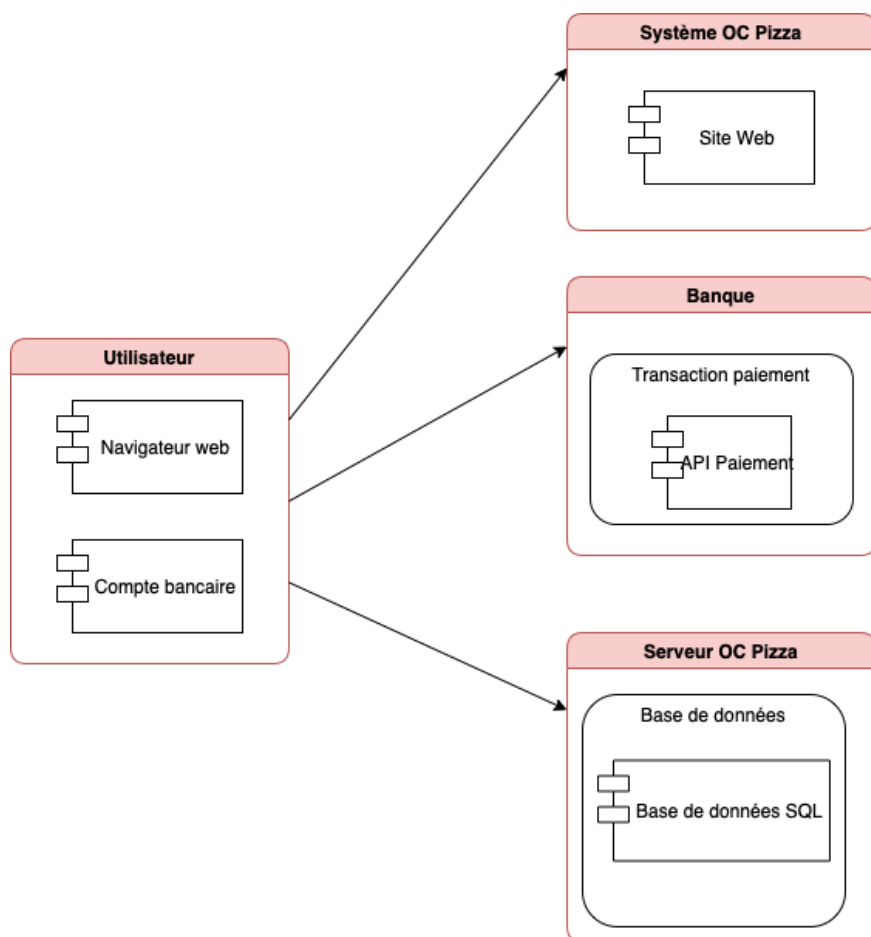 Système OC Pizza
Site Web
Banque
Transaction paiement
API Paiement
Utilisateur
Navigateur web
Compte bancaire
Serveur OC Pizza
Base de données
Base de données SQL